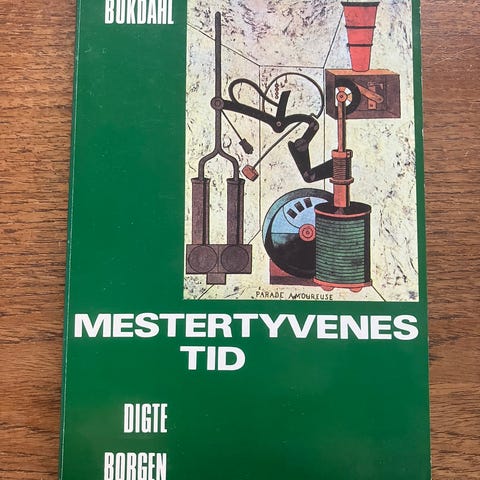 BUKDAHL
PARADE AMOUREUSE
MESTERTYVENES
TID
DIGTE
BORGEN